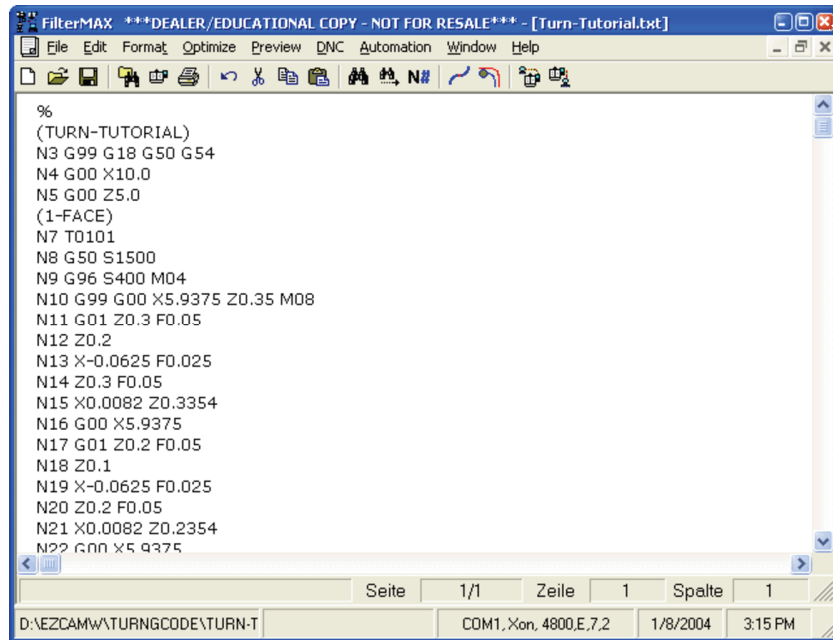 FilterMAX ***DEALER/EDUCATIONAL COPY - NOT FOR RESALE*** - [Turn-Tutorial.txt]
File Edit Format Optimize Preview DNC Automation Window Help
N#
%
(TURN-TUTORIAL)
N3 G99 G18 G50 G54
N4 G00 X10.0
N5 G00 Z5.0
(1-FACE)
N7 T0101
N8 G50 S1500
N9 G96 S400 M04
N10 G99 G00 X5.9375 Z0.35 M08
N11 G01 Z0.3 F0.05
N12 Z0.2
N13 X-0.0625 F0.025
N14 Z0.3 F0.05
N15 X0.0082 Z0.3354
N16 G00 X5.9375
N17 G01 Z0.2 F0.05
N18 Z0.1
N19 X-0.0625 F0.025
N20 Z0.2 F0.05
N21 X0.0082 Z0.2354
N22 G00 X5.9375
Seite 1/1 Zeile 1 Spalte 1
D:\EZCAMW\TURNGCODE\TURN-T COM1, Xon, 4800,E,7,2 1/8/2004 3:15 PM